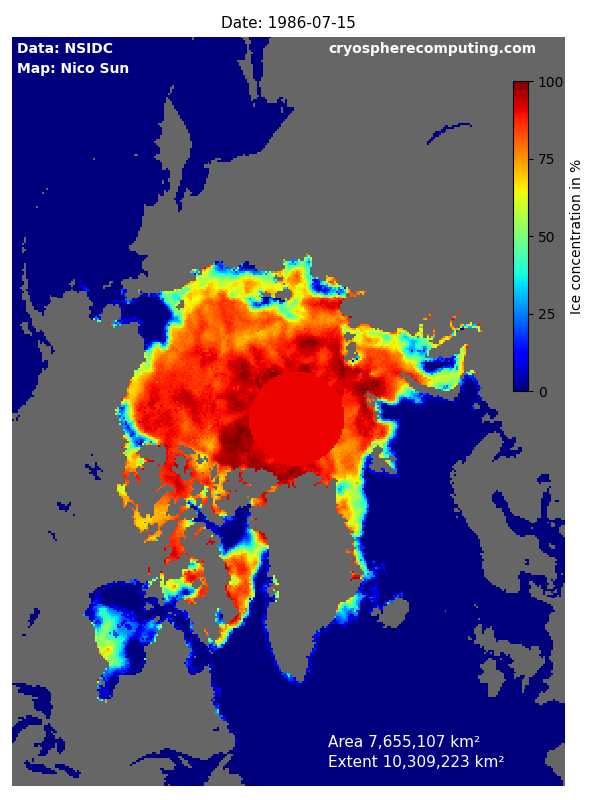 Date: 1986-07-15
Data: NSIDC
cryospherecomputing.com
Map: Nico Sun
100
75
50
25
0
Ice concentration in %
Area 7,655,107 km²
Extent 10,309,223 km²